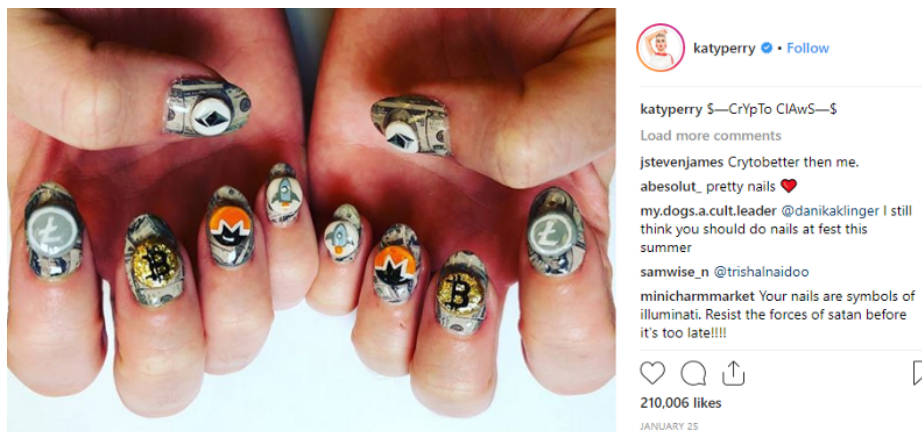 katyperry • Follow
katyperry $—CrYpTo ClAwS—$
Load more comments
jstevenjames Crytobetter then me.
abesolut_ pretty nails ❤
my.dogs.a.cult.leader @danikaklinger I still
think you should do nails at fest this
summer
samwise_n @trishalnaidoo
minicharmmarket Your nails are symbols of
illuminati. Resist the forces of satan before
it's too late!!!!
210,006 likes
JANUARY 25